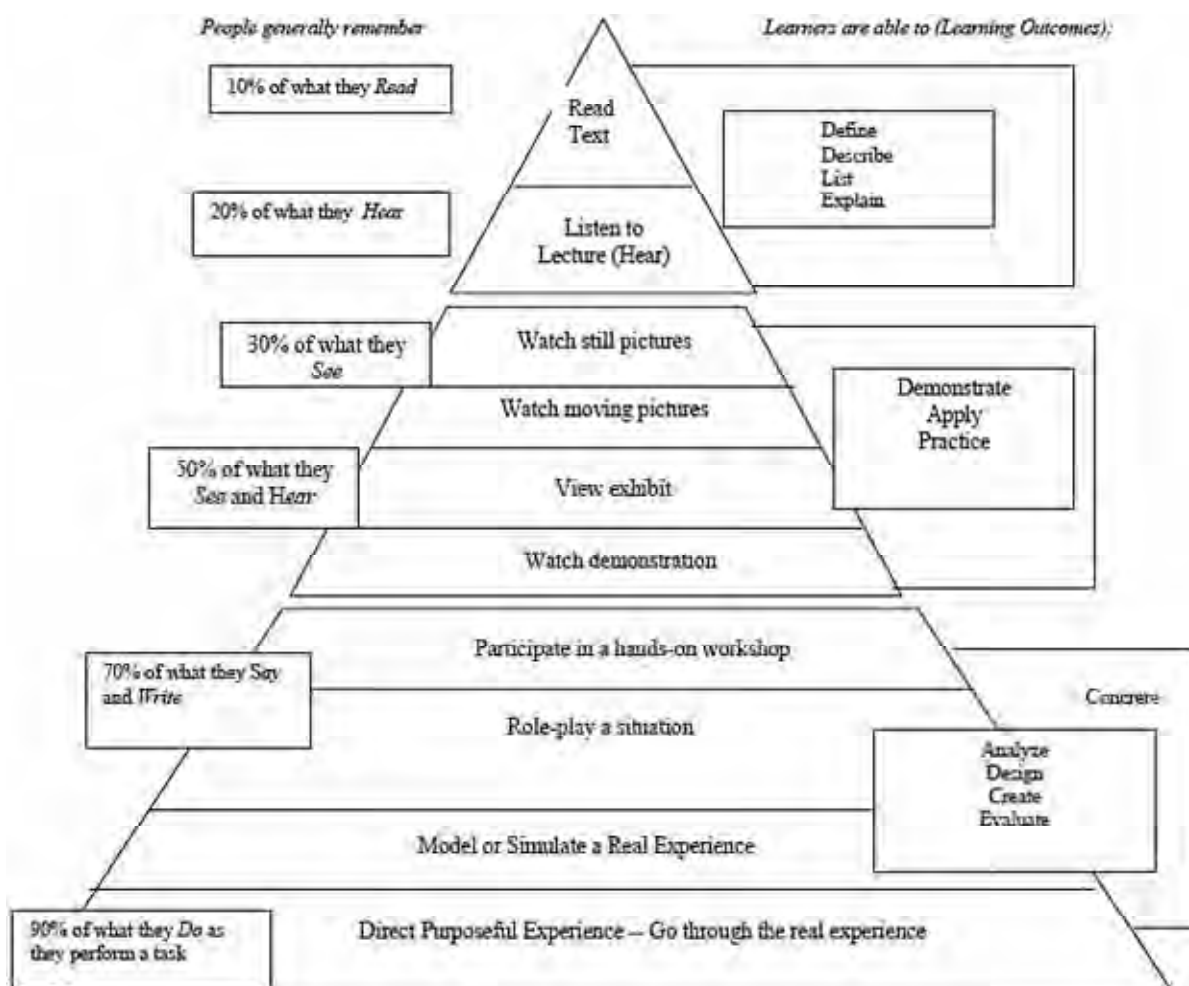 People generally remember
Learners are able to (Learning Outcomes):
10% of what they Read
Read
Text
Define
Describe
List
Explain
20% of what they Hear
Listen to
Lecture (Hear)
30% of what they
See
Watch still pictures
Watch moving pictures
Demonstrate
Apply
Practice
50% of what they
See and Hear
View exhibit
Watch demonstration
70% of what they Say
and Write
Participate in a hands-on workshop
Role-play a situation
Concrere
Analyze
Design
Create
Evaluate
Model or Simulate a Real Experience
90% of what they Do as
they perform a task
Direct Purposeful Experience -- Go through the real experience